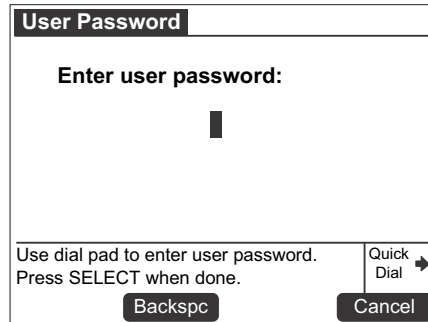 User Password
Enter user password:
Use dial pad to enter user password.
Press SELECT when done.
Quick
Dial
Backspc
Cancel